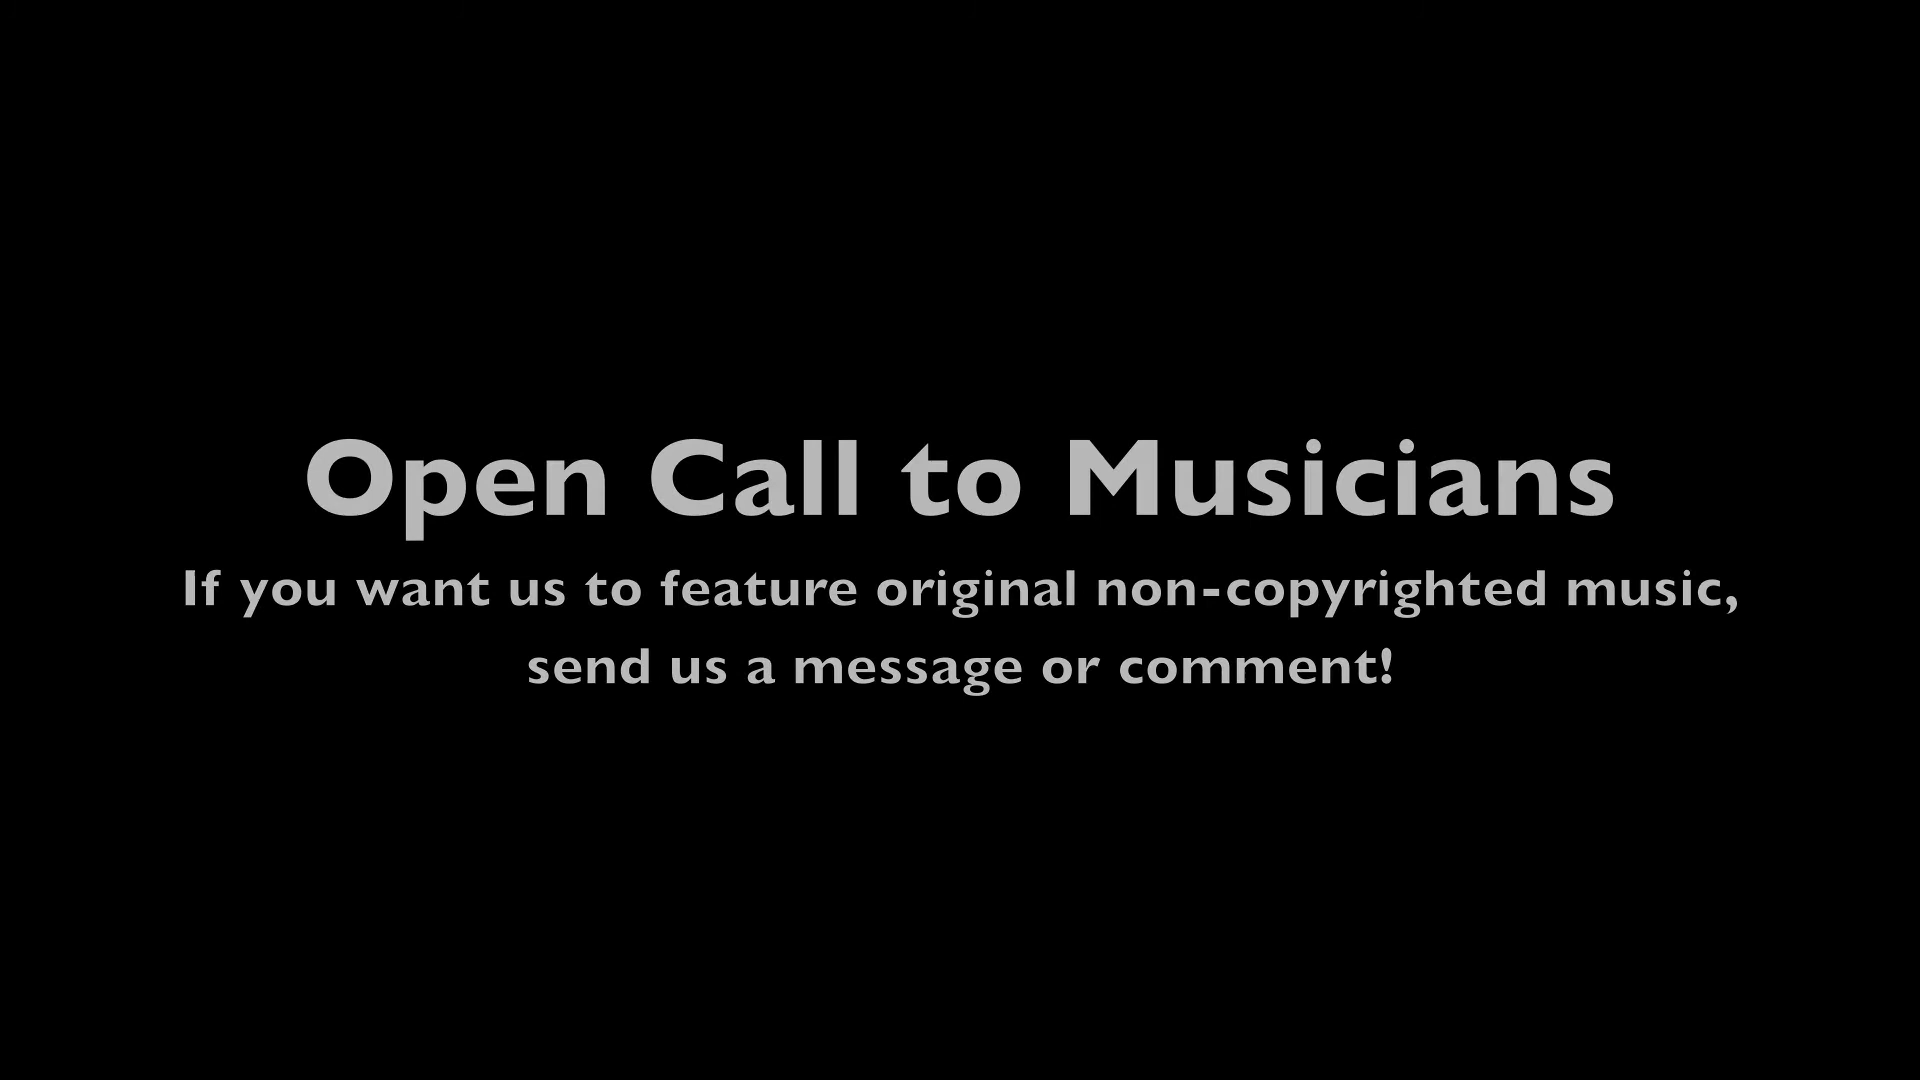 Open Call to Musicians
If you want us to feature original non-copyrighted music,
send us a message or comment!